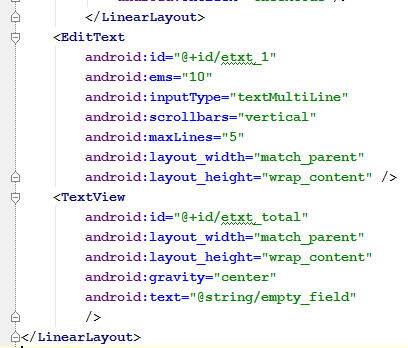 </LinearLayout>
<EditText
android:id="@+id/etxt_1"
android:ems="10"
android:inputType="textMultiLine"
android:scrollbars="vertical"
android:maxLines="5"
android:layout_width="match_parent"
android:layout_height="wrap_content" />
<TextView
android:id="@+id/etxt_total"
android:layout_width="match_parent"
android:layout_height="wrap_content"
android:gravity="center"
android:text="@string/empty_field"
/>
</LinearLayout>